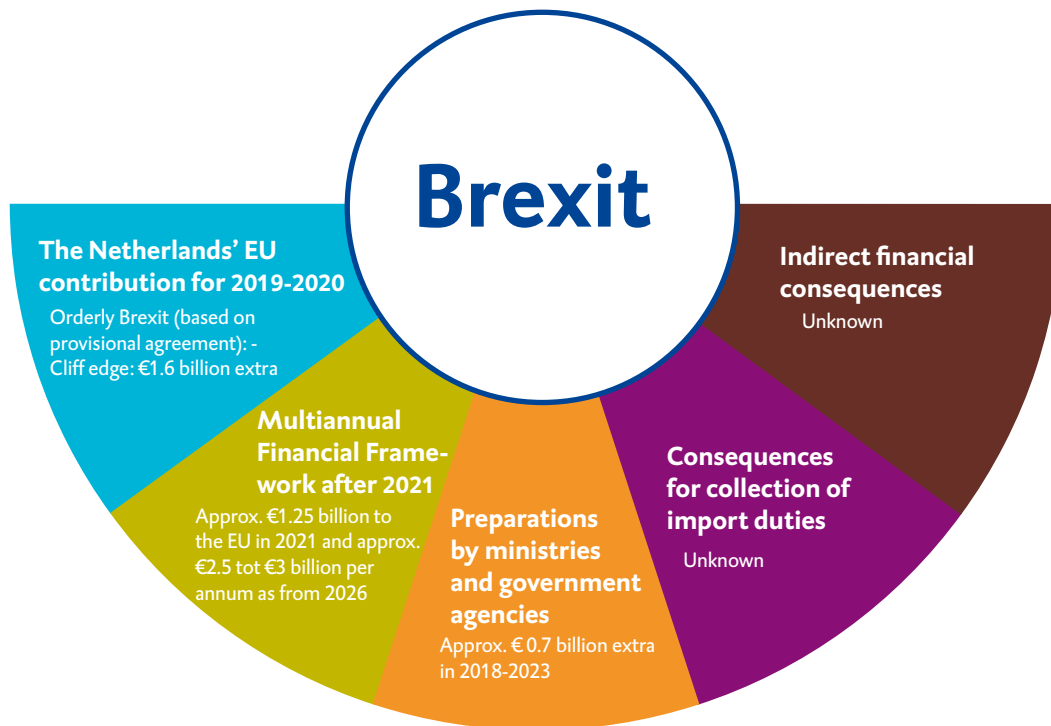 Brexit
The Netherlands' EU
contribution for 2019-2020
Orderly Brexit (based on
provisional agreement): -
Cliff edge: €1.6 billion extra
Multiannual
Financial Frame-
work after 2021
Approx. €1.25 billion to
the EU in 2021 and approx.
€2.5 tot €3 billion per
annum as from 2026
Preparations
by ministries
and government
agencies
Approx. € 0.7 billion extra
in 2018-2023
Consequences
for collection of
import duties
Unknown
Indirect financial
consequences
Unknown